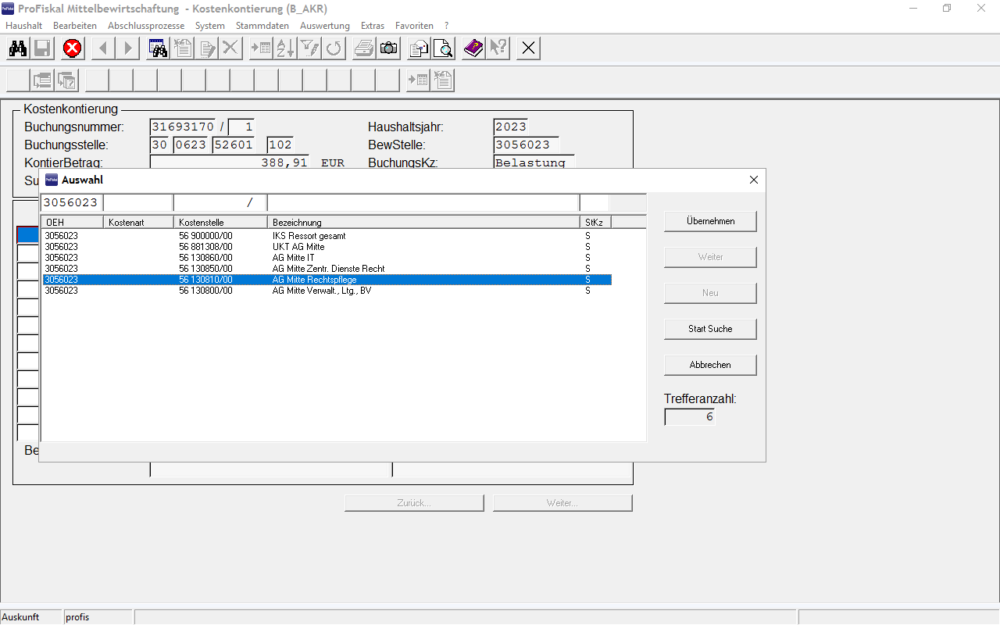 ProFiskal Mittelbewirtschaftung - Kostenkontierung (B_AKR)
Haushalt Bearbeiten Abschlussprozesse System Stammdaten Auswertung Extras Favoriten ?
Kostenkontierung
Buchungsnummer: 31693170 / 1 Haushaltsjahr: 2023
Buchungsstelle: 30 0623 52601 102 BewStelle: 3056023
KontierBetrag: 388,91 EUR BuchungsKz: Belastung
Su
ProFiskal Auswahl
3056023 /
OEH Kostenart Kostenstelle Bezeichnung StKz
3056023 56 900000/00 IKS Ressort gesamt S
3056023 56 881308/00 UKT AG Mitte S
3056023 56 130860/00 AG Mitte IT S
3056023 56 130850/00 AG Mitte Zentr. Dienste Recht S
3056023 56 130810/00 AG Mitte Rechtspflege S
3056023 56 130800/00 AG Mitte Verwalt., Ltg., BV S
Übernehmen
Weiter
Neu
Start Suche
Abbrechen
Trefferanzahl:
6
Be
Zurück... Weiter...
Auskunft profis